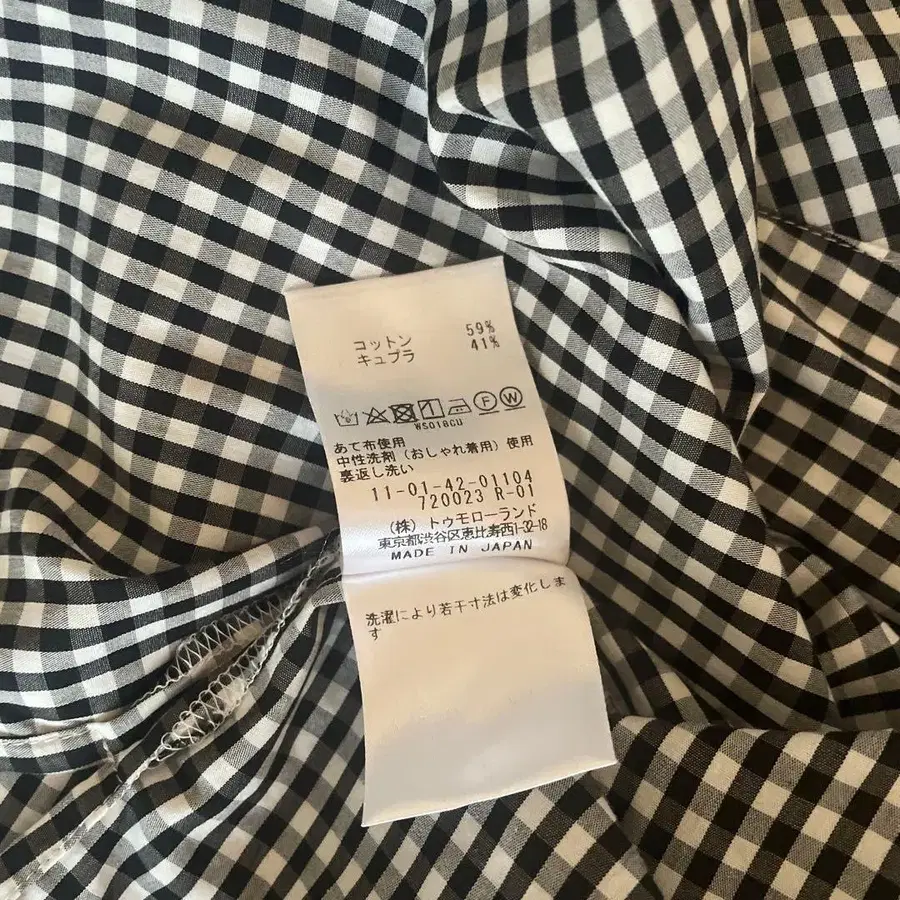 コットン 59%
キュプラ 41%
W5018CU
あて布使用
中性洗剤（おしゃれ着用）使用
裏返し洗い
11-01-42-01104
720023 R-01
（株）トゥモローランド
東京都渋谷区恵比寿西1-32-18
MADE IN JAPAN
洗濯により若干寸法は変化しま
す